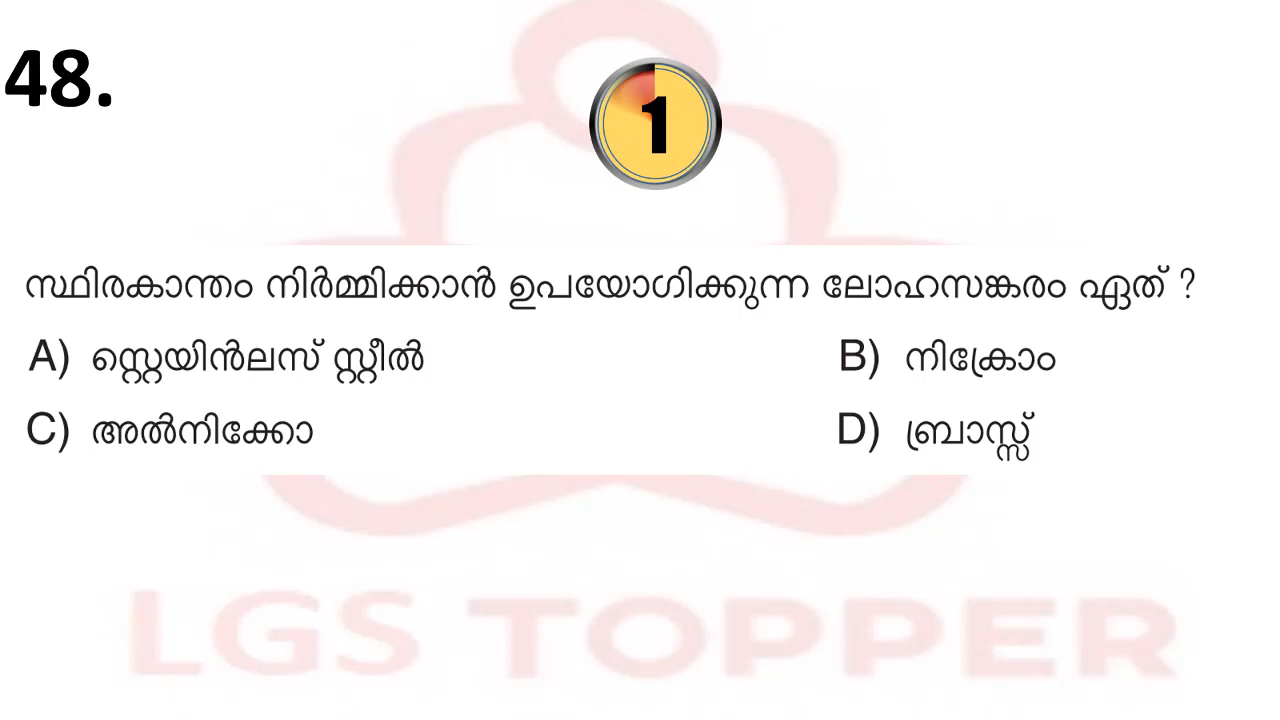 48.
1
സ്ഥിരകാന്തം നിർമ്മിക്കാൻ ഉപയോഗിക്കുന്ന ലോഹസങ്കരം ഏത് ?
A) സ്റ്റെയിൻലസ് സ്റ്റീൽ B) നിക്രോം
C) അൽനിക്കോ D) ബ്രാസ്സ്
LGS TOPPER